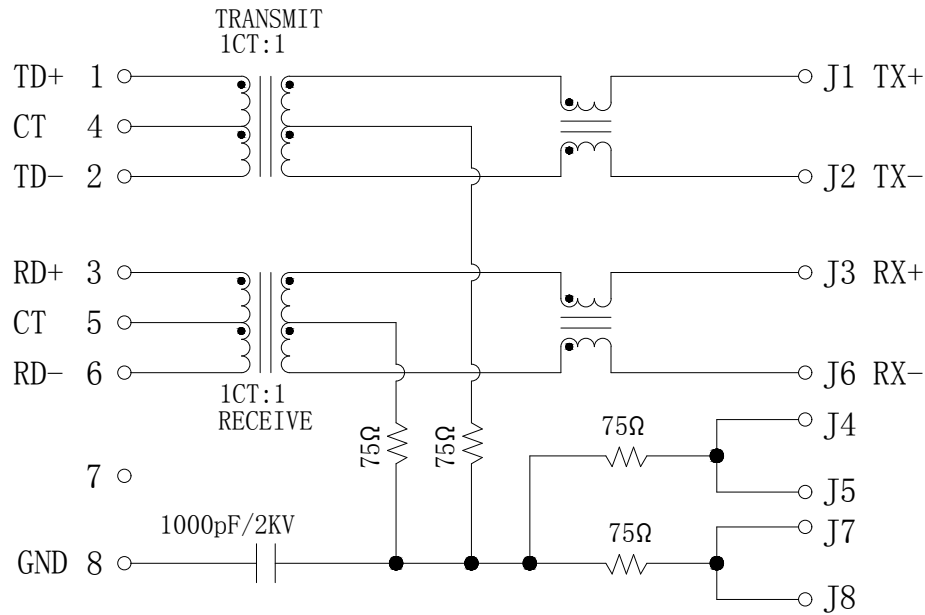 TRANSMIT
1CT:1
TD+ 1
J1 TX+
CT 4
TD- 2
J2 TX-
RD+ 3
J3 RX+
CT 5
RD- 6
J6 RX-
1CT:1
RECEIVE
75Ω
75Ω
75Ω
J4
J5
7
1000pF/2KV
75Ω
J7
GND 8
J8